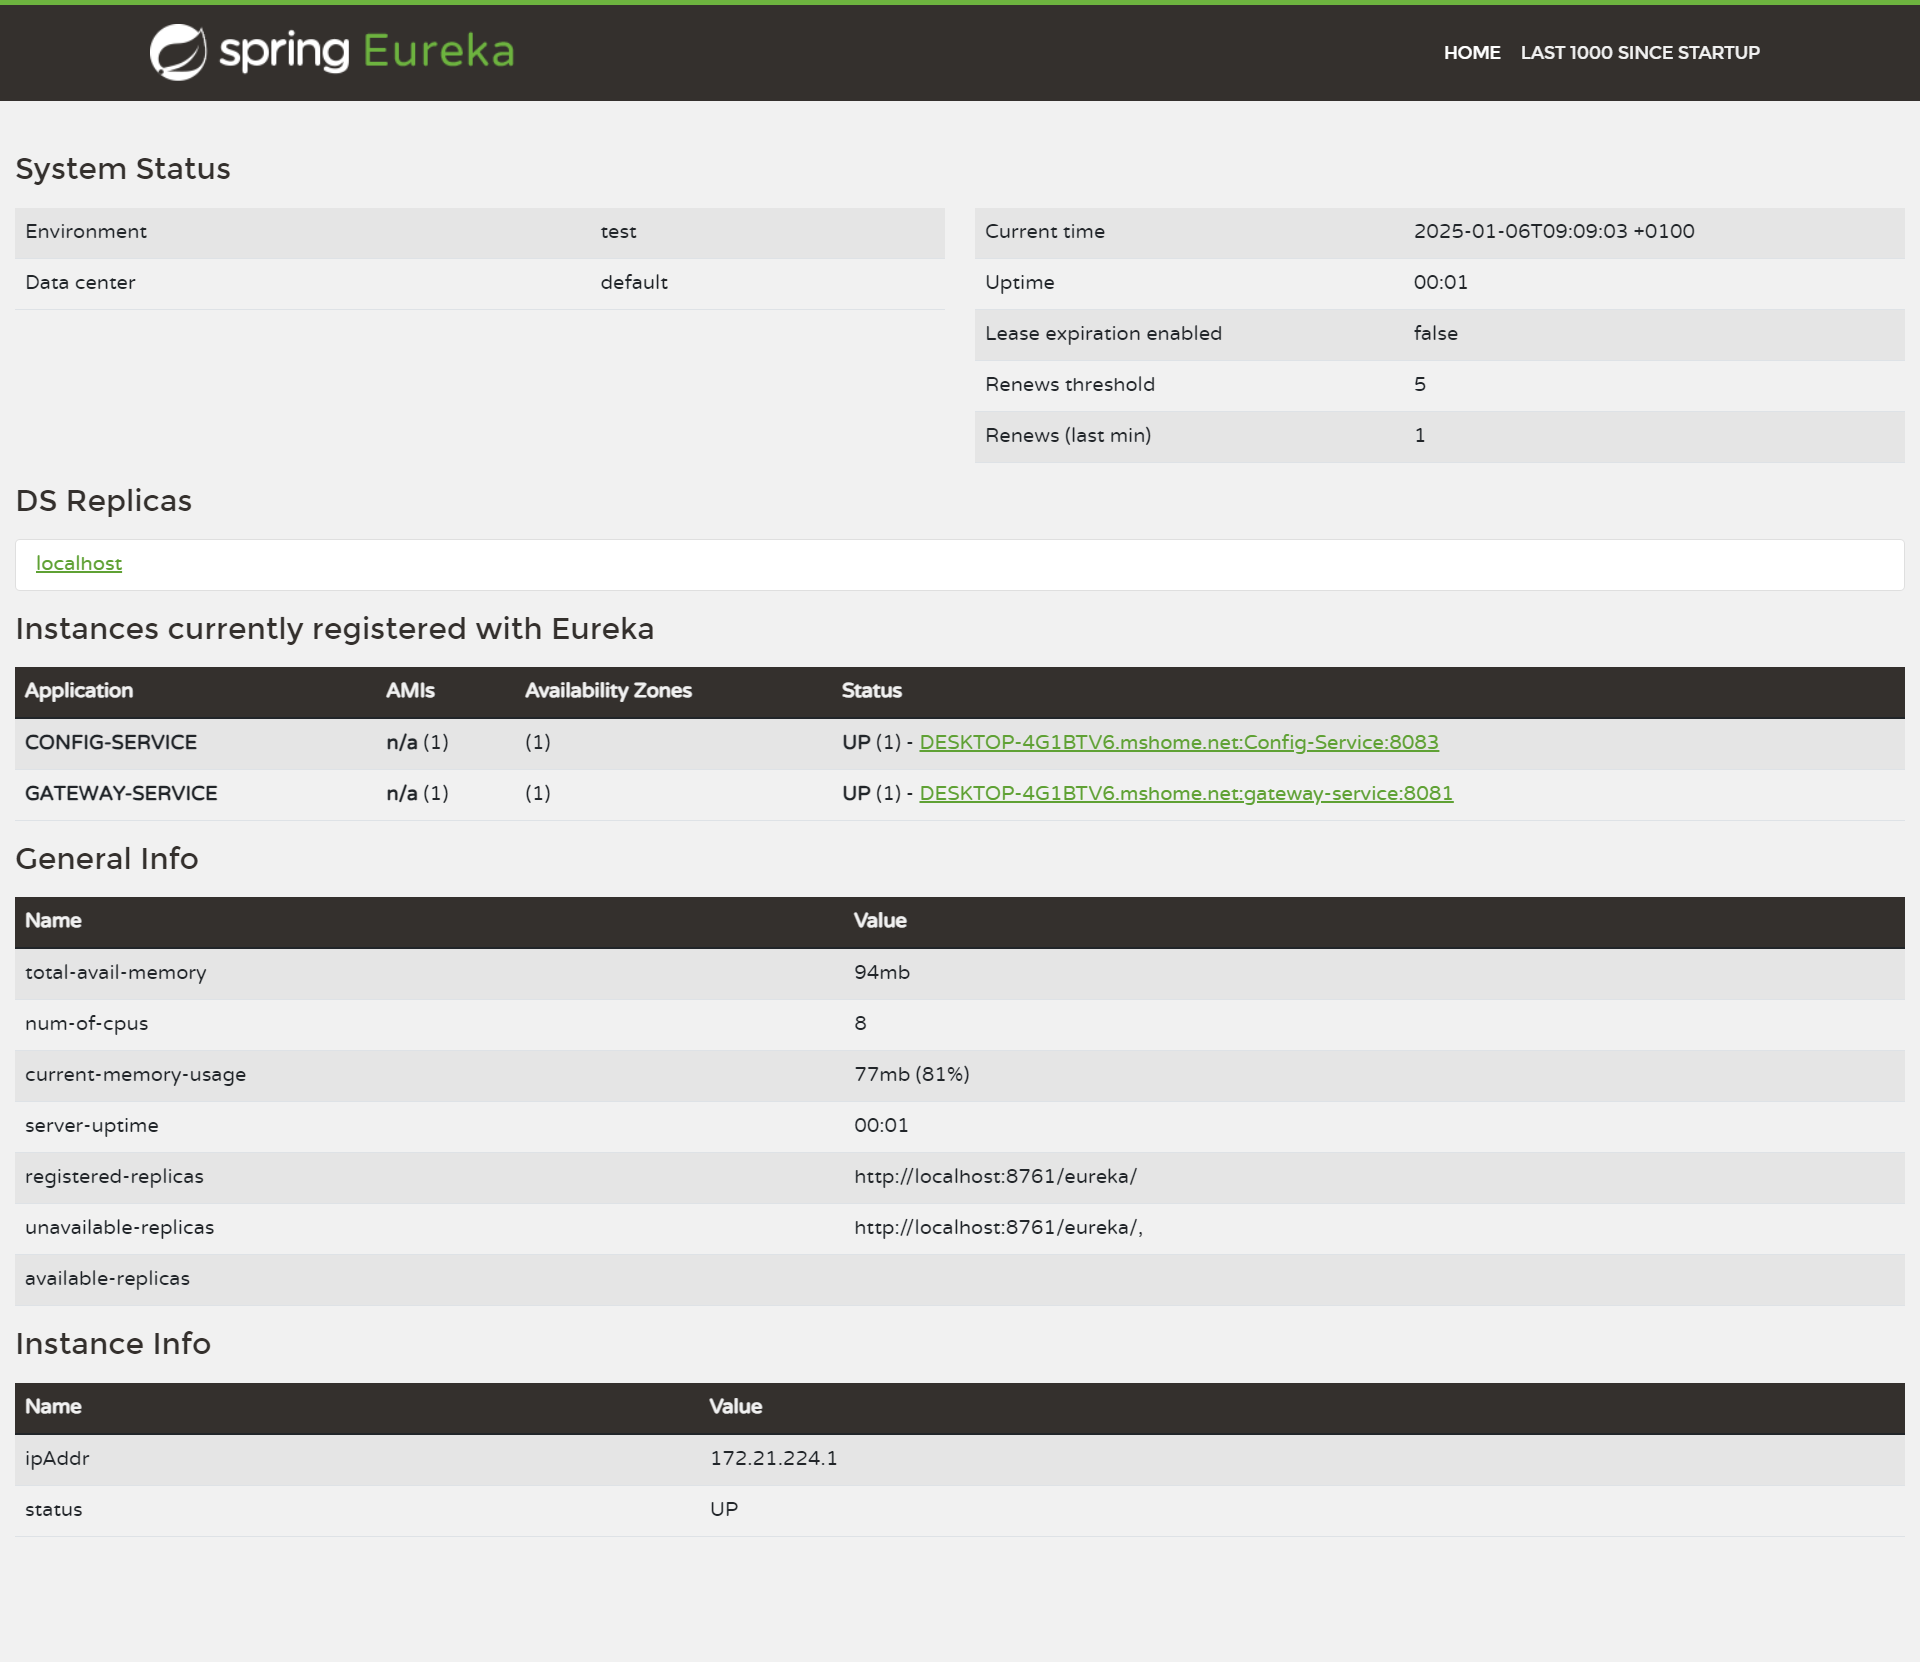 spring Eureka
HOME LAST 1000 SINCE STARTUP
System Status
Environment test
Data center default
Current time 2025-01-06T09:09:03 +0100
Uptime 00:01
Lease expiration enabled false
Renews threshold 5
Renews (last min) 1
DS Replicas
localhost
Instances currently registered with Eureka
Application AMIs Availability Zones Status
CONFIG-SERVICE n/a (1) (1) UP (1) - DESKTOP-4G1BTV6.mshome.net:Config-Service:8083
GATEWAY-SERVICE n/a (1) (1) UP (1) - DESKTOP-4G1BTV6.mshome.net:gateway-service:8081
General Info
Name Value
total-avail-memory 94mb
num-of-cpus 8
current-memory-usage 77mb (81%)
server-uptime 00:01
registered-replicas http://localhost:8761/eureka/
unavailable-replicas http://localhost:8761/eureka/,
available-replicas
Instance Info
Name Value
ipAddr 172.21.224.1
status UP